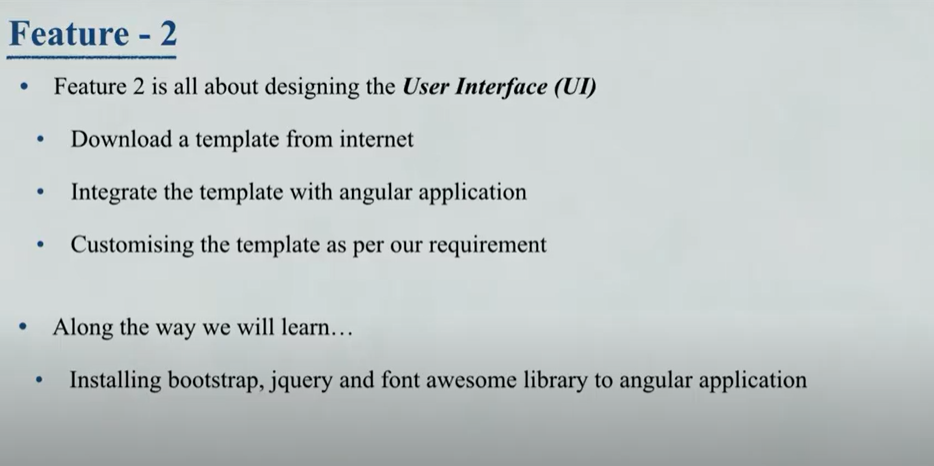 Feature - 2
• Feature 2 is all about designing the User Interface (UI)
• Download a template from internet
• Integrate the template with angular application
• Customising the template as per our requirement
• Along the way we will learn…
• Installing bootstrap, jquery and font awesome library to angular application